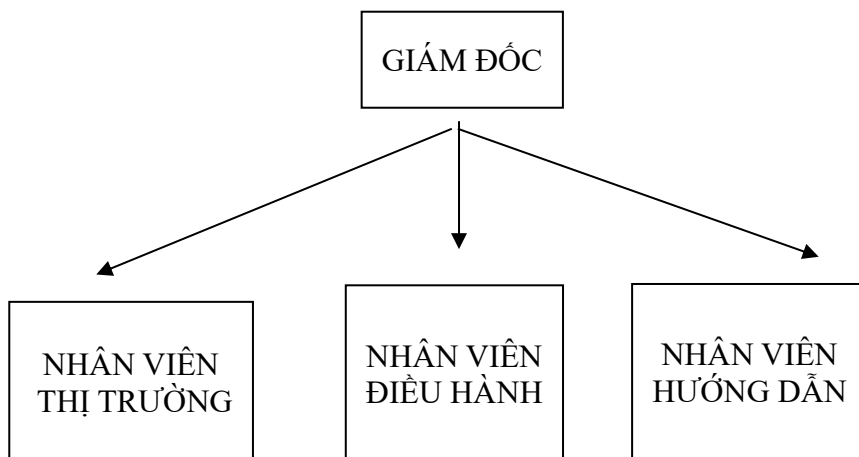 GIÁM ĐỐC
NHÂN VIÊN
THỊ TRƯỜNG
NHÂN VIÊN
ĐIỀU HÀNH
NHÂN VIÊN
HƯỚNG DẪN